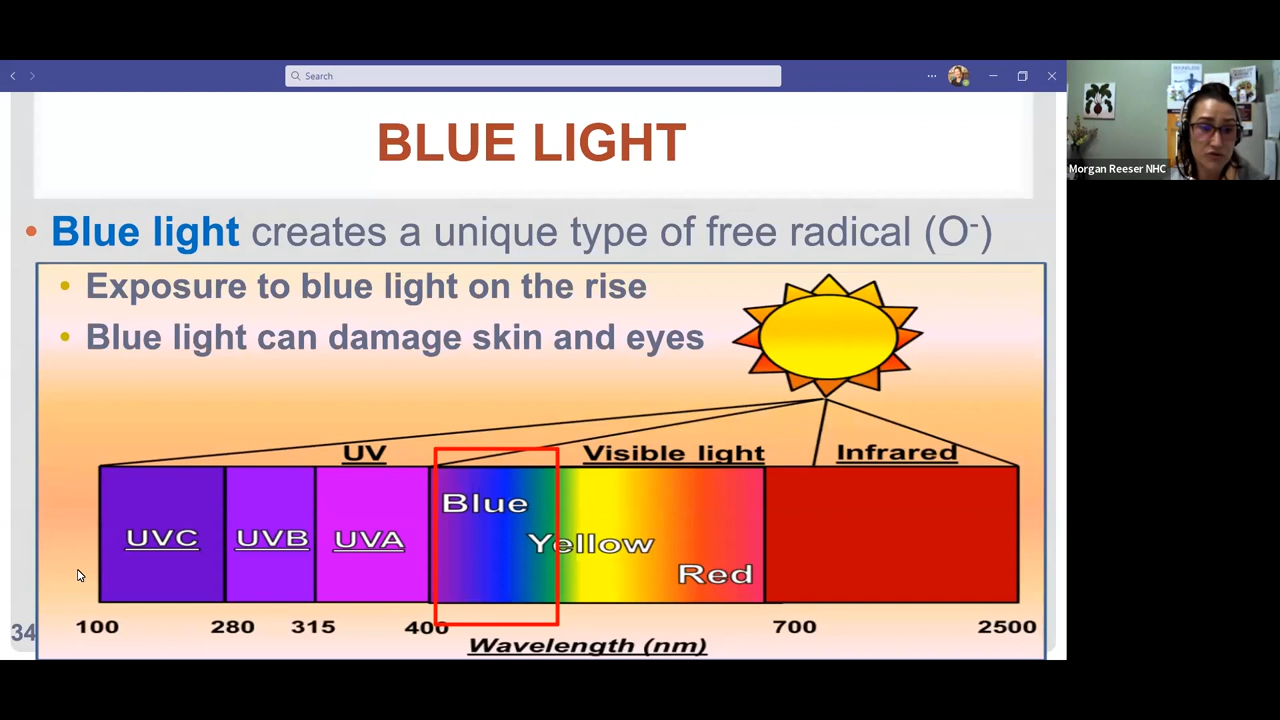 Search
BLUE LIGHT
• Blue light creates a unique type of free radical (O-)
• Exposure to blue light on the rise
• Blue light can damage skin and eyes
UV Visible light Infrared
Blue
UVC UVB UVA Yellow
Red
100 280 315 400 700 2500
Wavelength (nm)
34
Morgan Reeser NHC